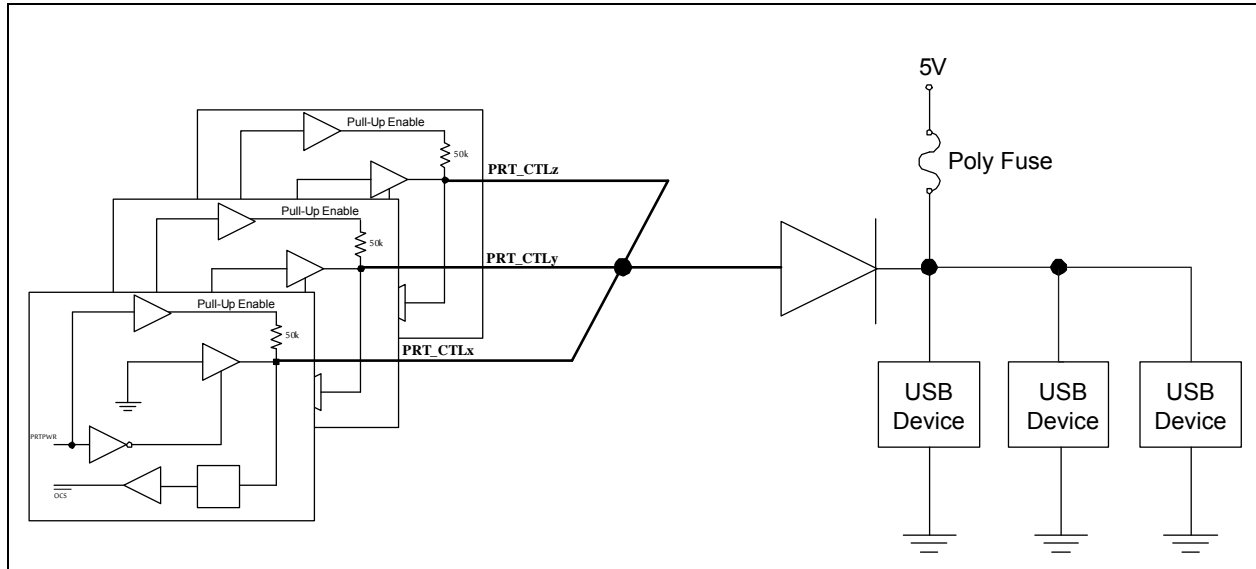 5V
Poly Fuse
Pull-Up Enable
50k
PRT_CTLz
Pull-Up Enable
50k
PRT_CTLy
Pull-Up Enable
50k
PRT_CTLx
PRTPWR
OCS
USB
Device
USB
Device
USB
Device